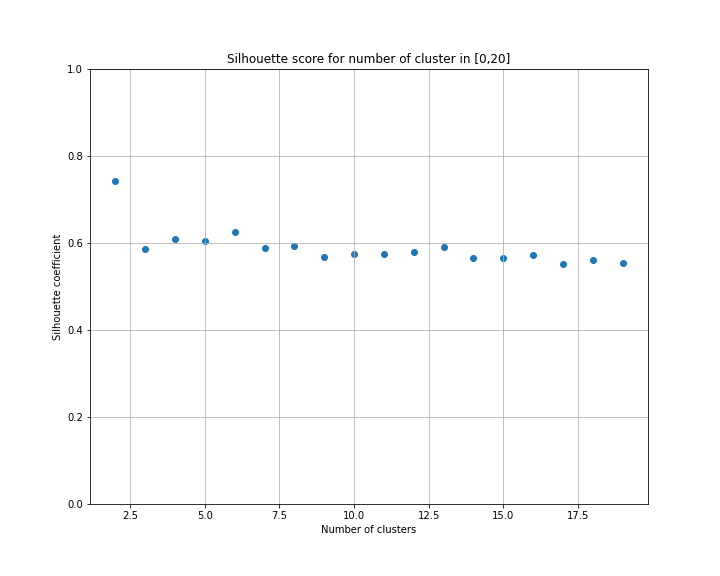 Silhouette score for number of cluster in [0,20]
1.0
0.8
0.6
0.4
0.2
0.0
Silhouette coefficient
2.5 5.0 7.5 10.0 12.5 15.0 17.5
Number of clusters